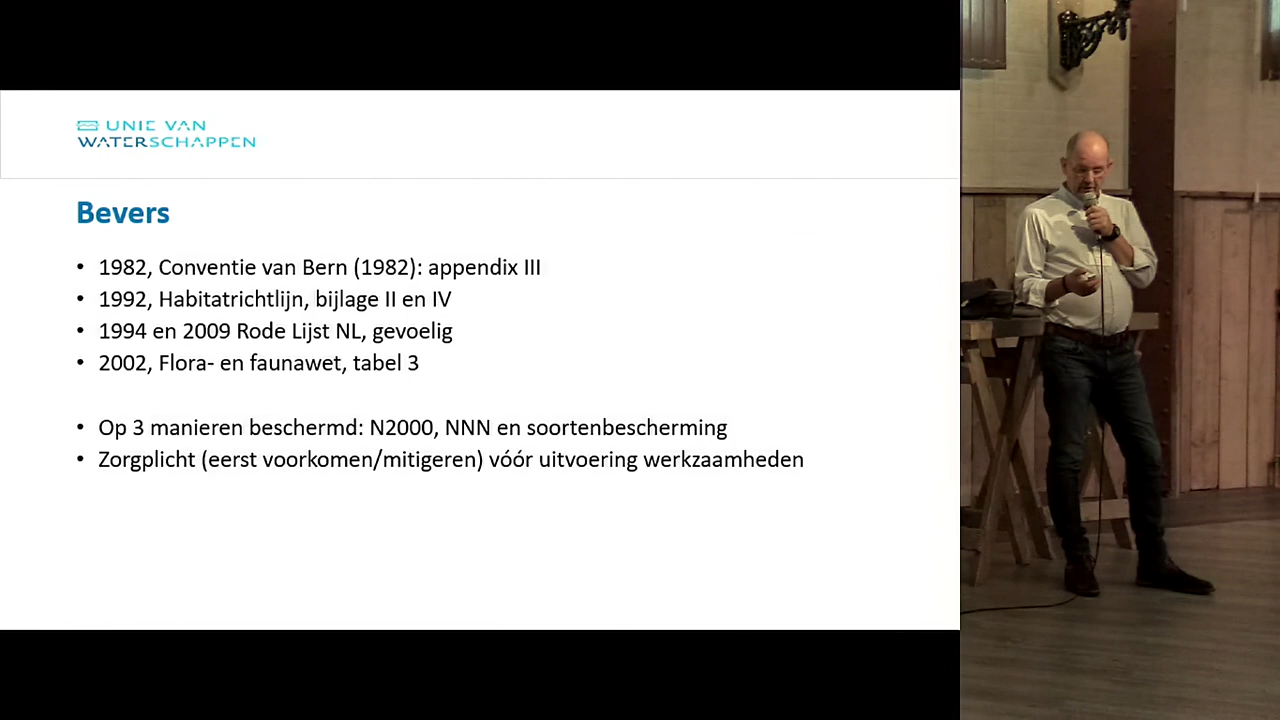 UNIE VAN
WATERSCHAPPEN
Bevers
• 1982, Conventie van Bern (1982): appendix III
• 1992, Habitatrichtlijn, bijlage II en IV
• 1994 en 2009 Rode Lijst NL, gevoelig
• 2002, Flora- en faunawet, tabel 3
• Op 3 manieren beschermd: N2000, NNN en soortenbescherming
• Zorgplicht (eerst voorkomen/mitigeren) vóór uitvoering werkzaamheden